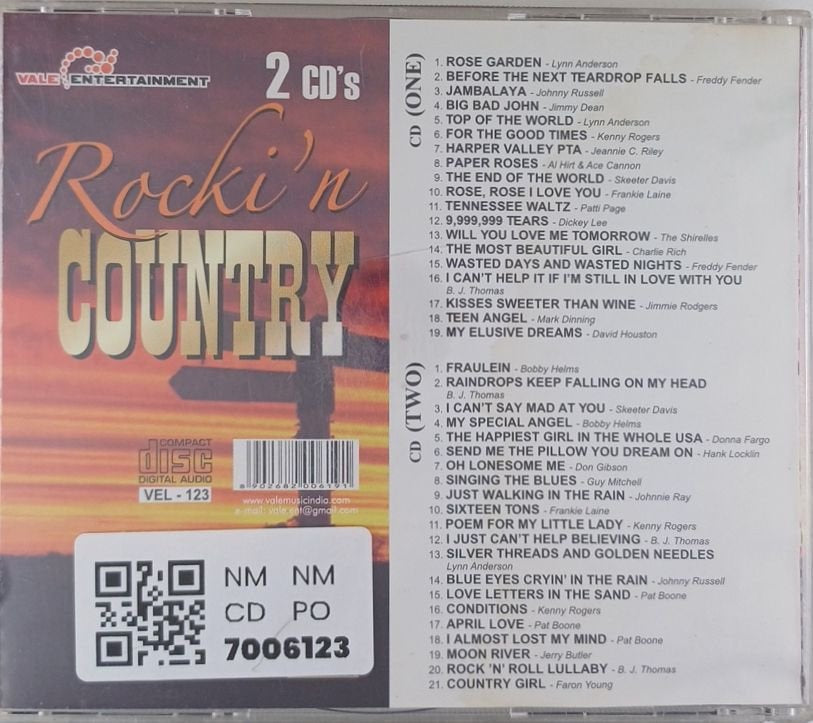 VALE ENTERTAINMENT
2 CD's
Rocki'n
COUNTRY
COMPACT
disc
DIGITAL AUDIO
VEL - 123
8 902682 006191
www.valemusicindia.com
e-mail: vale.ent@gmail.com
NM NM
CD PO
7006123
CD (ONE)
1. ROSE GARDEN - Lynn Anderson
2. BEFORE THE NEXT TEARDROP FALLS - Freddy Fender
3. JAMBALAYA - Johnny Russell
4. BIG BAD JOHN - Jimmy Dean
5. TOP OF THE WORLD - Lynn Anderson
6. FOR THE GOOD TIMES - Kenny Rogers
7. HARPER VALLEY PTA - Jeannie C. Riley
8. PAPER ROSES - Al Hirt & Ace Cannon
9. THE END OF THE WORLD - Skeeter Davis
10. ROSE, ROSE I LOVE YOU - Frankie Laine
11. TENNESSEE WALTZ - Patti Page
12. 9,999,999 TEARS - Dickey Lee
13. WILL YOU LOVE ME TOMORROW - The Shirelles
14. THE MOST BEAUTIFUL GIRL - Charlie Rich
15. WASTED DAYS AND WASTED NIGHTS - Freddy Fender
16. I CAN'T HELP IT IF I'M STILL IN LOVE WITH YOU
B. J. Thomas
17. KISSES SWEETER THAN WINE - Jimmie Rodgers
18. TEEN ANGEL - Mark Dinning
19. MY ELUSIVE DREAMS - David Houston
CD (TWO)
1. FRAULEIN - Bobby Helms
2. RAINDROPS KEEP FALLING ON MY HEAD
B. J. Thomas
3. I CAN'T SAY MAD AT YOU - Skeeter Davis
4. MY SPECIAL ANGEL - Bobby Helms
5. THE HAPPIEST GIRL IN THE WHOLE USA - Donna Fargo
6. SEND ME THE PILLOW YOU DREAM ON - Hank Locklin
7. OH LONESOME ME - Don Gibson
8. SINGING THE BLUES - Guy Mitchell
9. JUST WALKING IN THE RAIN - Johnnie Ray
10. SIXTEEN TONS - Frankie Laine
11. POEM FOR MY LITTLE LADY - Kenny Rogers
12. I JUST CAN'T HELP BELIEVING - B. J. Thomas
13. SILVER THREADS AND GOLDEN NEEDLES
Lynn Anderson
14. BLUE EYES CRYIN' IN THE RAIN - Johnny Russell
15. LOVE LETTERS IN THE SAND - Pat Boone
16. CONDITIONS - Kenny Rogers
17. APRIL LOVE - Pat Boone
18. I ALMOST LOST MY MIND - Pat Boone
19. MOON RIVER - Jerry Butler
20. ROCK 'N' ROLL LULLABY - B. J. Thomas
21. COUNTRY GIRL - Faron Young